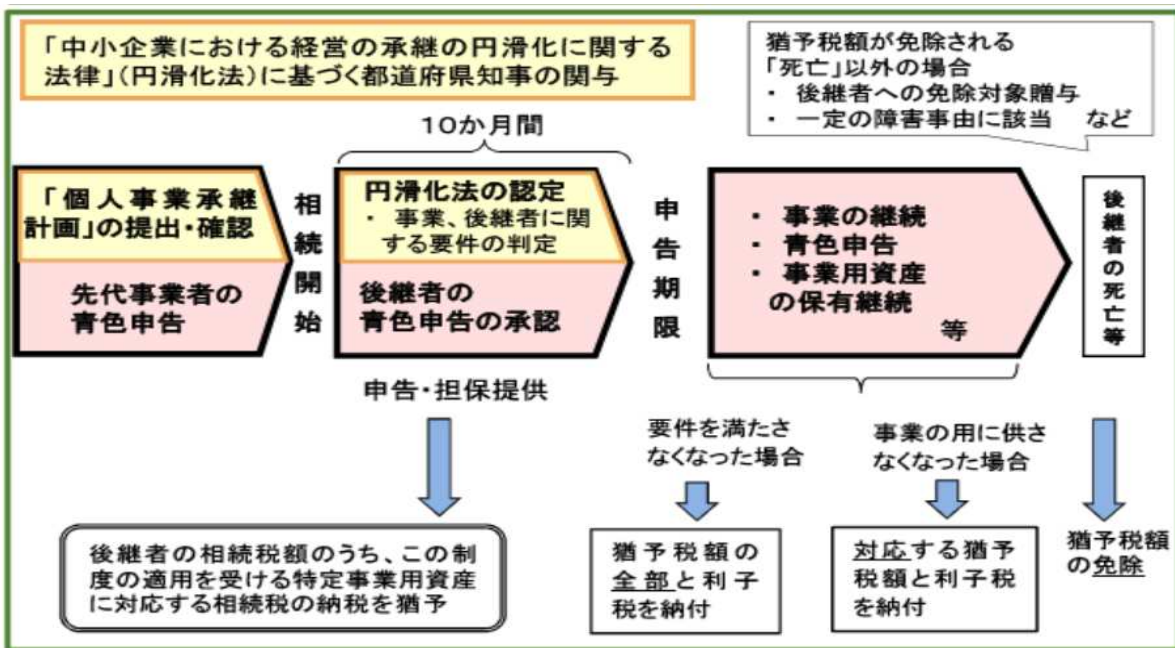 「中小企業における経営の承継の円滑化に関する
法律」（円滑化法）に基づく都道府県知事の関与
猶予税額が免除される
「死亡」以外の場合
・ 後継者への免除対象贈与
・ 一定の障害事由に該当　など
10か月間
「個人事業承継
計画」の提出・確認
先代事業者の
青色申告
相続開始
円滑化法の認定
・ 事業、後継者に関
する要件の判定
後継者の
青色申告の承認
申告期限
・ 事業の継続
・ 青色申告
・ 事業用資産
の保有継続
等
後継者の死亡等
申告・担保提供
要件を満たさ
なくなった場合
事業の用に供さ
なくなった場合
後継者の相続税額のうち、この制
度の適用を受ける特定事業用資産
に対応する相続税の納税を猶予
猶予税額の
全部と利子
税を納付
対応する猶予
税額と利子税
を納付
猶予税額
の免除